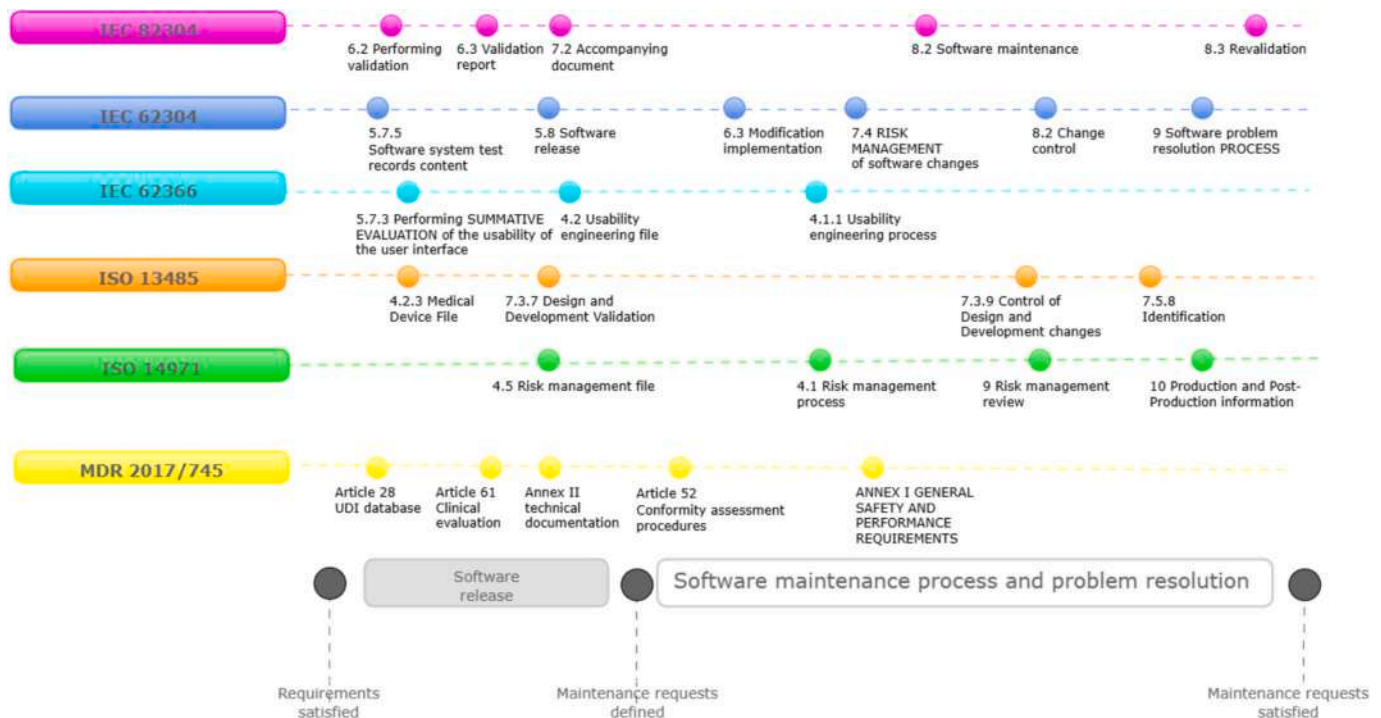 IEC 82304
6.2 Performing
validation
6.3 Validation
report
7.2 Accompanying
document
8.2 Software maintenance
8.3 Revalidation
IEC 62304
5.7.5
Software system test
records content
5.8 Software
release
6.3 Modification
implementation
7.4 RISK
MANAGEMENT
of software changes
8.2 Change
control
9 Software problem
resolution PROCESS
IEC 62366
5.7.3 Performing SUMMATIVE
EVALUATION of the usability of
the user interface
4.2 Usability
engineering file
4.1.1 Usability
engineering process
ISO 13485
4.2.3 Medical
Device File
7.3.7 Design and
Development Validation
7.3.9 Control of
Design and
Development changes
7.5.8
Identification
ISO 14971
4.5 Risk management file
4.1 Risk management
process
9 Risk management
review
10 Production and Post-
Production information
MDR 2017/745
Article 28
UDI database
Article 61
Clinical
evaluation
Annex II
technical
documentation
Article 52
Conformity assessment
procedures
ANNEX I GENERAL
SAFETY AND
PERFORMANCE
REQUIREMENTS
Software
release
Software maintenance process and problem resolution
Requirements
satisfied
Maintenance requests
defined
Maintenance requests
satisfied